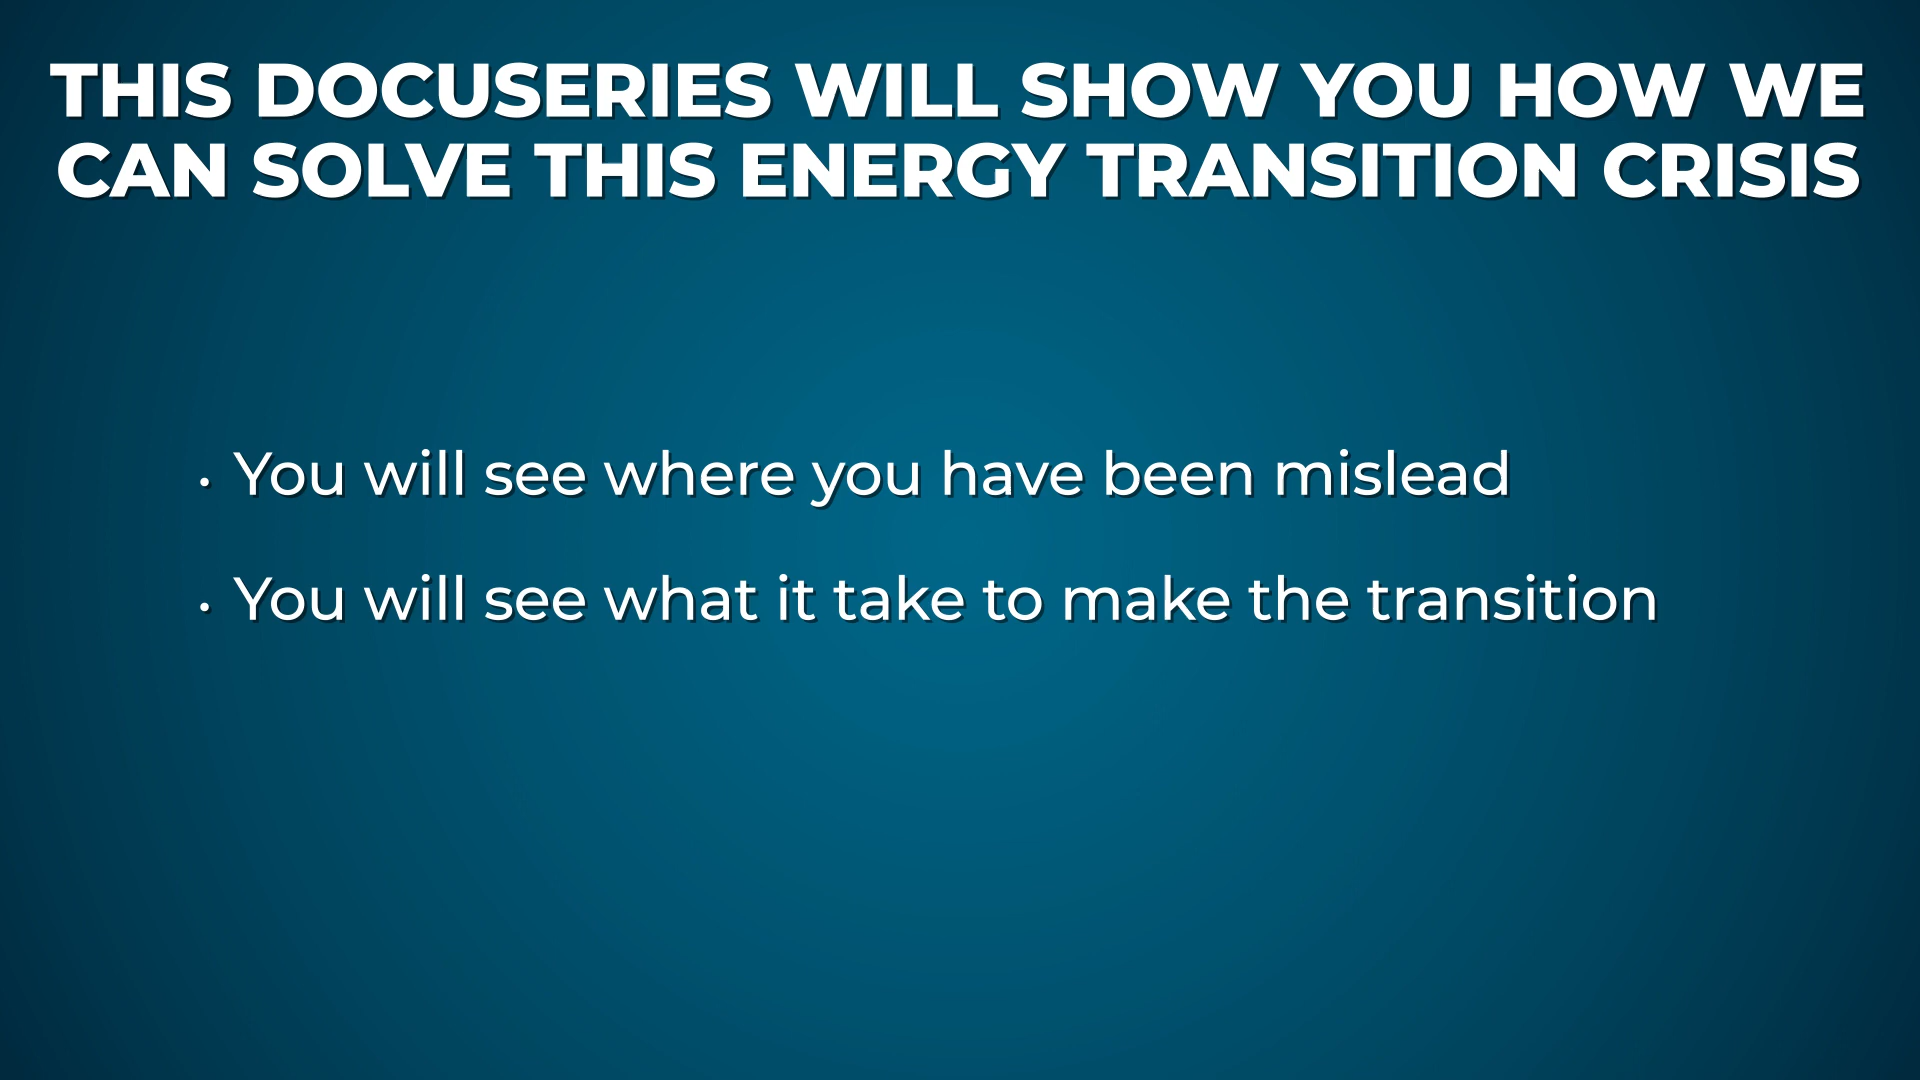 THIS DOCUSERIES WILL SHOW YOU HOW WE
CAN SOLVE THIS ENERGY TRANSITION CRISIS
• You will see where you have been mislead
• You will see what it take to make the transition